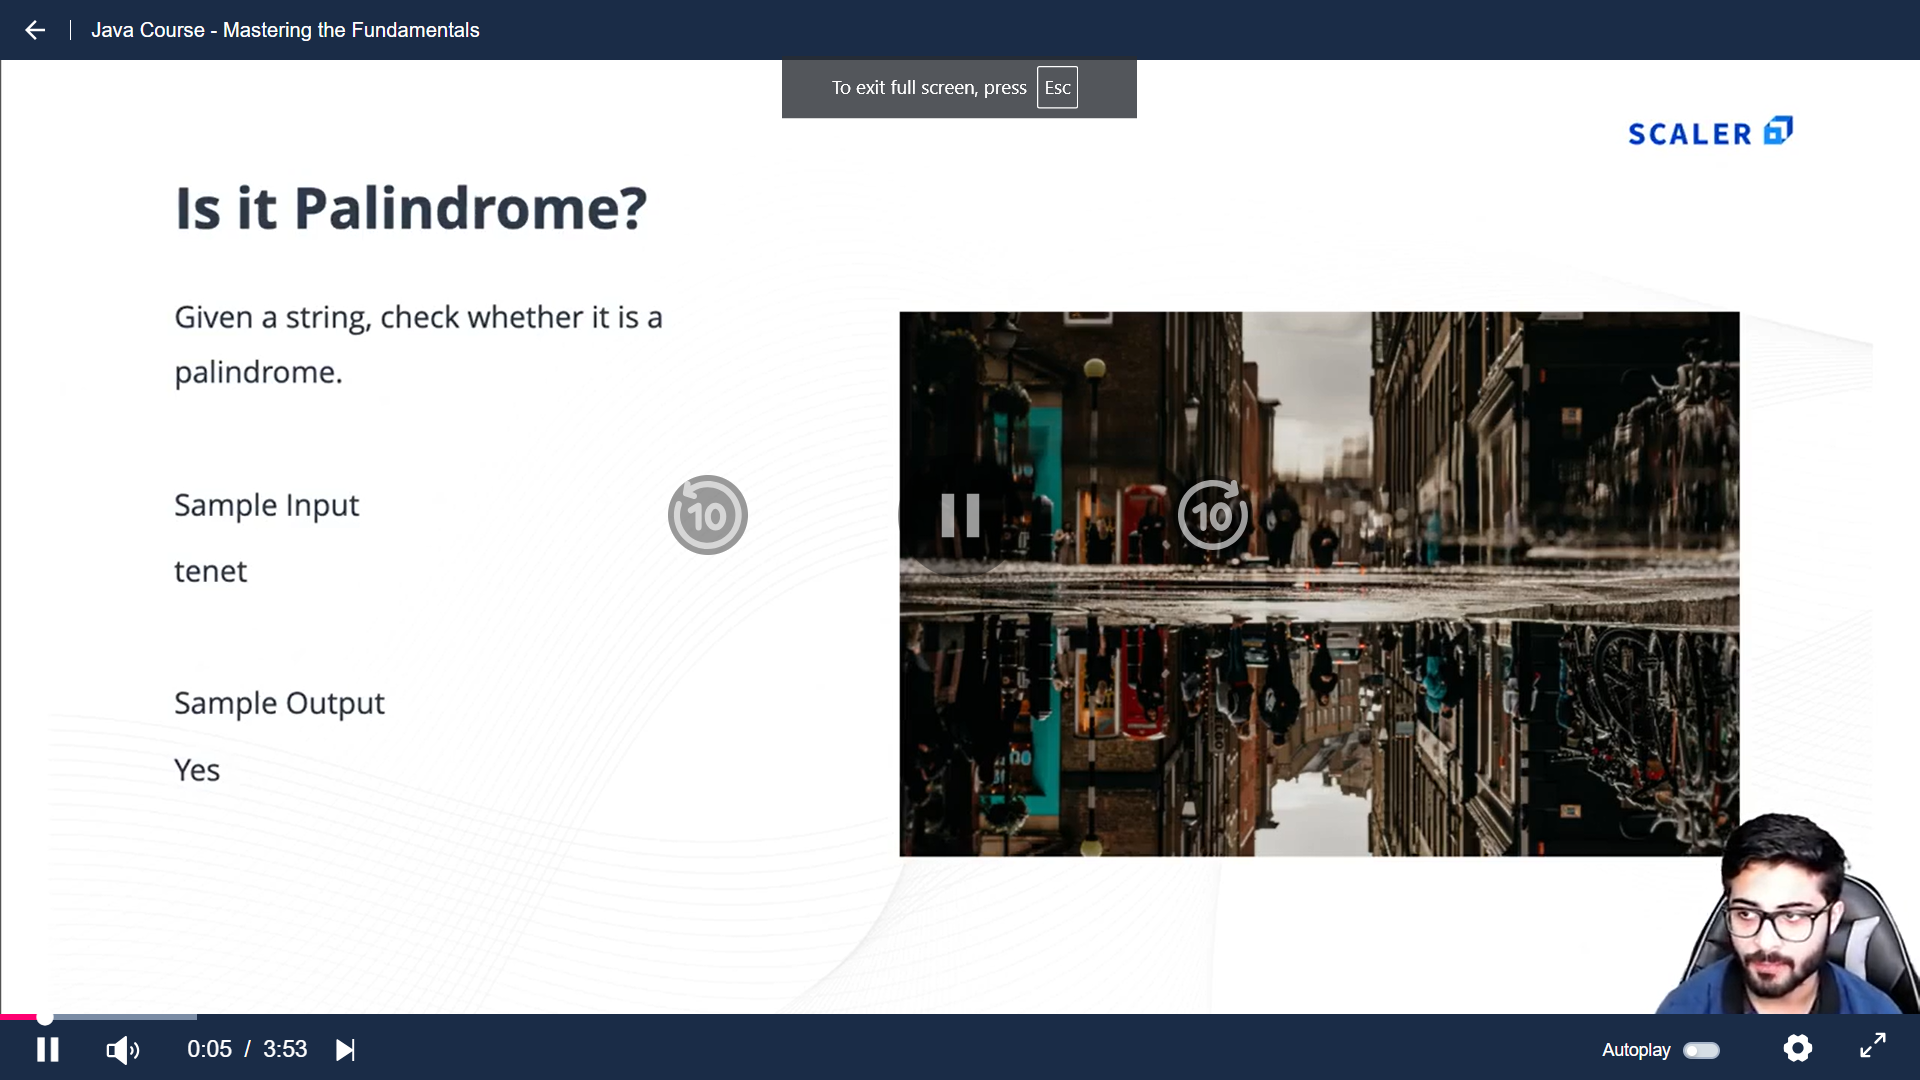 Java Course - Mastering the Fundamentals
To exit full screen, press Esc
SCALER
Is it Palindrome?
Given a string, check whether it is a
palindrome.
Sample Input
tenet
10
10
Sample Output
Yes
0:05 / 3:53
Autoplay